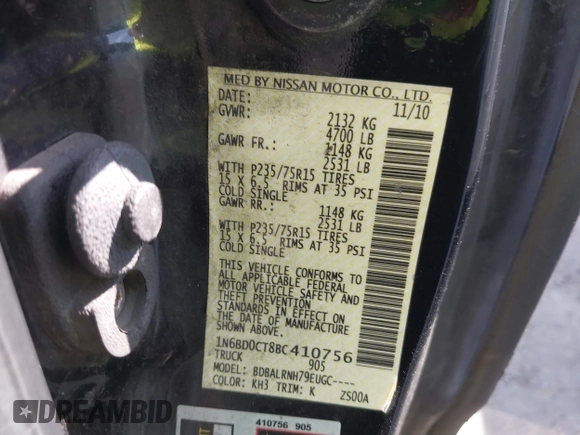 MFD BY NISSAN MOTOR CO., LTD.
DATE: 11/10
GVWR: 2132 KG
4700 LB
GAWR FR.: 1148 KG
2531 LB
WITH P235/75R15 TIRES
15 X 6.5 RIMS AT 35 PSI
COLD SINGLE
GAWR RR.: 1148 KG
2531 LB
WITH P235/75R15 TIRES
15 X 6.5 RIMS AT 35 PSI
COLD SINGLE
THIS VEHICLE CONFORMS TO
ALL APPLICABLE FEDERAL
MOTOR VEHICLE SAFETY AND
THEFT PREVENTION
STANDARDS IN EFFECT ON
THE DATE OF MANUFACTURE
SHOWN ABOVE.
1N6BD0CT8BC410756
TRUCK 905
MODEL: BDBALRNH79EUGC----
COLOR: KH3 TRIM: K 2S00A
410756 905
EPICVIN